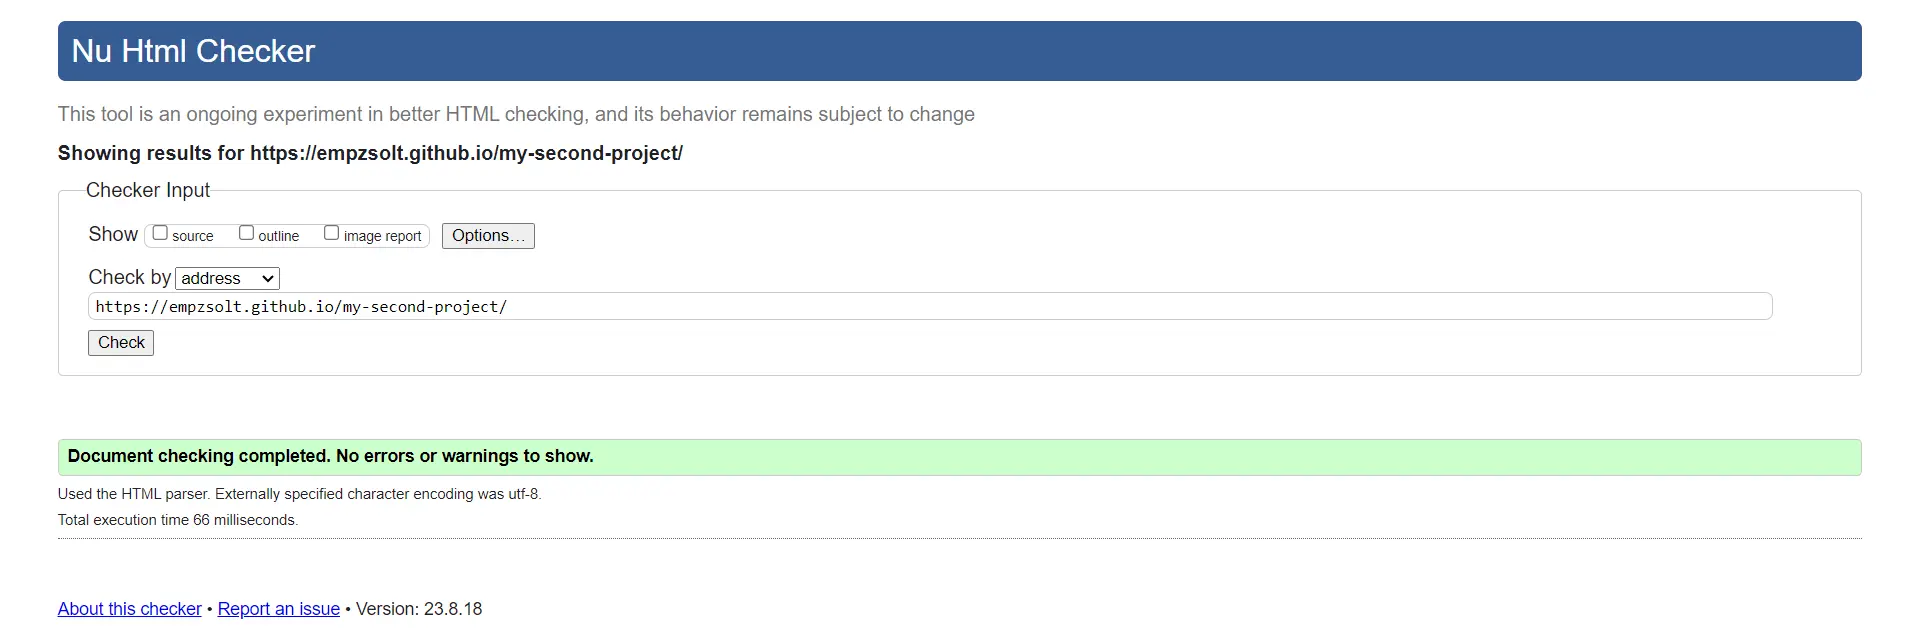 Nu Html Checker
This tool is an ongoing experiment in better HTML checking, and its behavior remains subject to change
Showing results for https://empzsolt.github.io/my-second-project/
Checker Input
Show source outline image report Options…
Check by address
https://empzsolt.github.io/my-second-project/
Check
Document checking completed. No errors or warnings to show.
Used the HTML parser. Externally specified character encoding was utf-8.
Total execution time 66 milliseconds.
About this checker • Report an issue • Version: 23.8.18